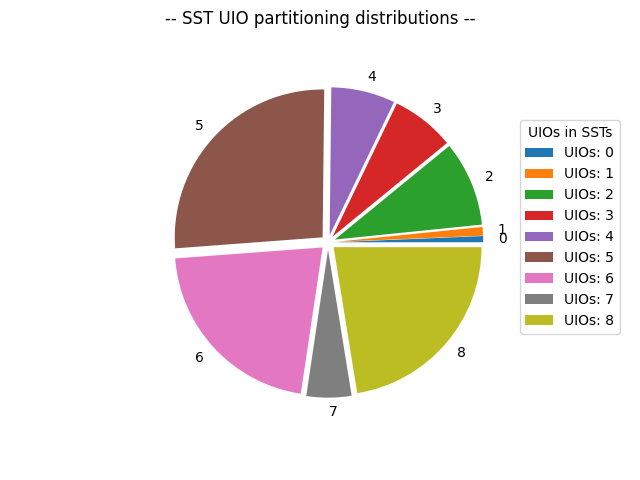 -- SST UIO partitioning distributions --
4
3
5
2
1
0
6
8
7
UIOs in SSTs
UIOs: 0
UIOs: 1
UIOs: 2
UIOs: 3
UIOs: 4
UIOs: 5
UIOs: 6
UIOs: 7
UIOs: 8